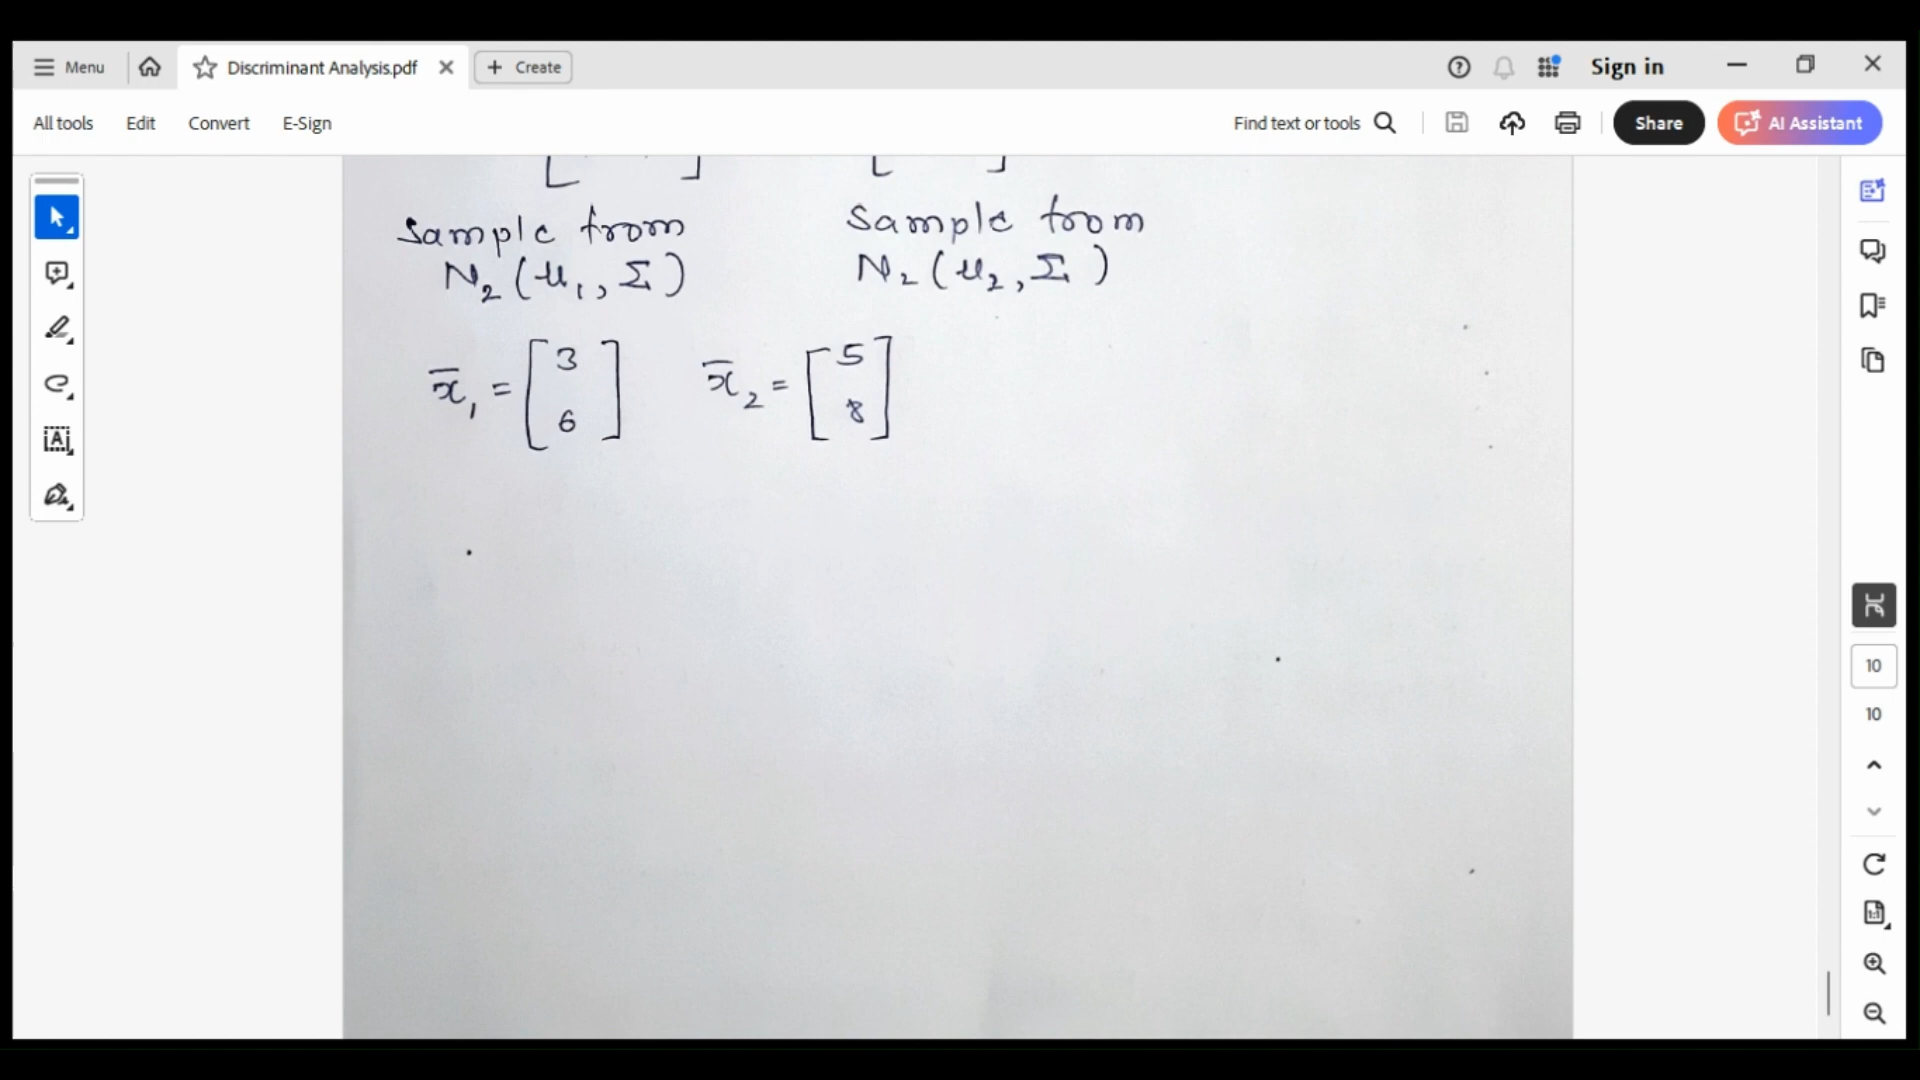 Menu
Discriminant Analysis.pdf
+ Create
Sign in
All tools Edit Convert E-Sign
Find text or tools
Share
AI Assistant
Sample from
N₂ (μ₁, Σ)
Sample from
N₂ (μ₂, Σ)
x̄₁ = [3 6]
x̄₂ = [5 8]
10
10